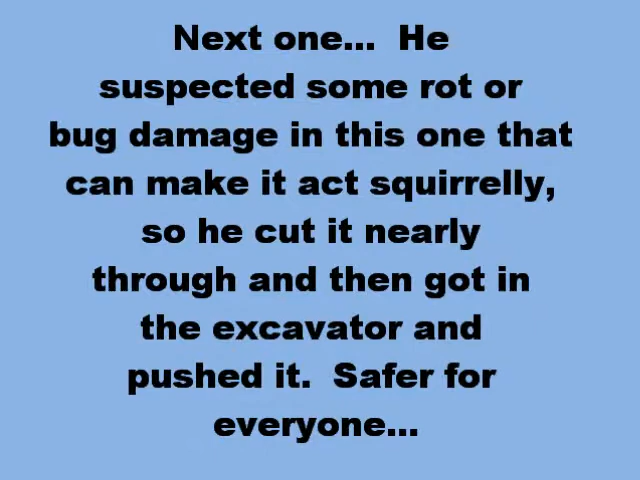 Next one...  He
suspected some rot or
bug damage in this one that
can make it act squirrelly,
so he cut it nearly
through and then got in
the excavator and
pushed it.  Safer for
everyone...